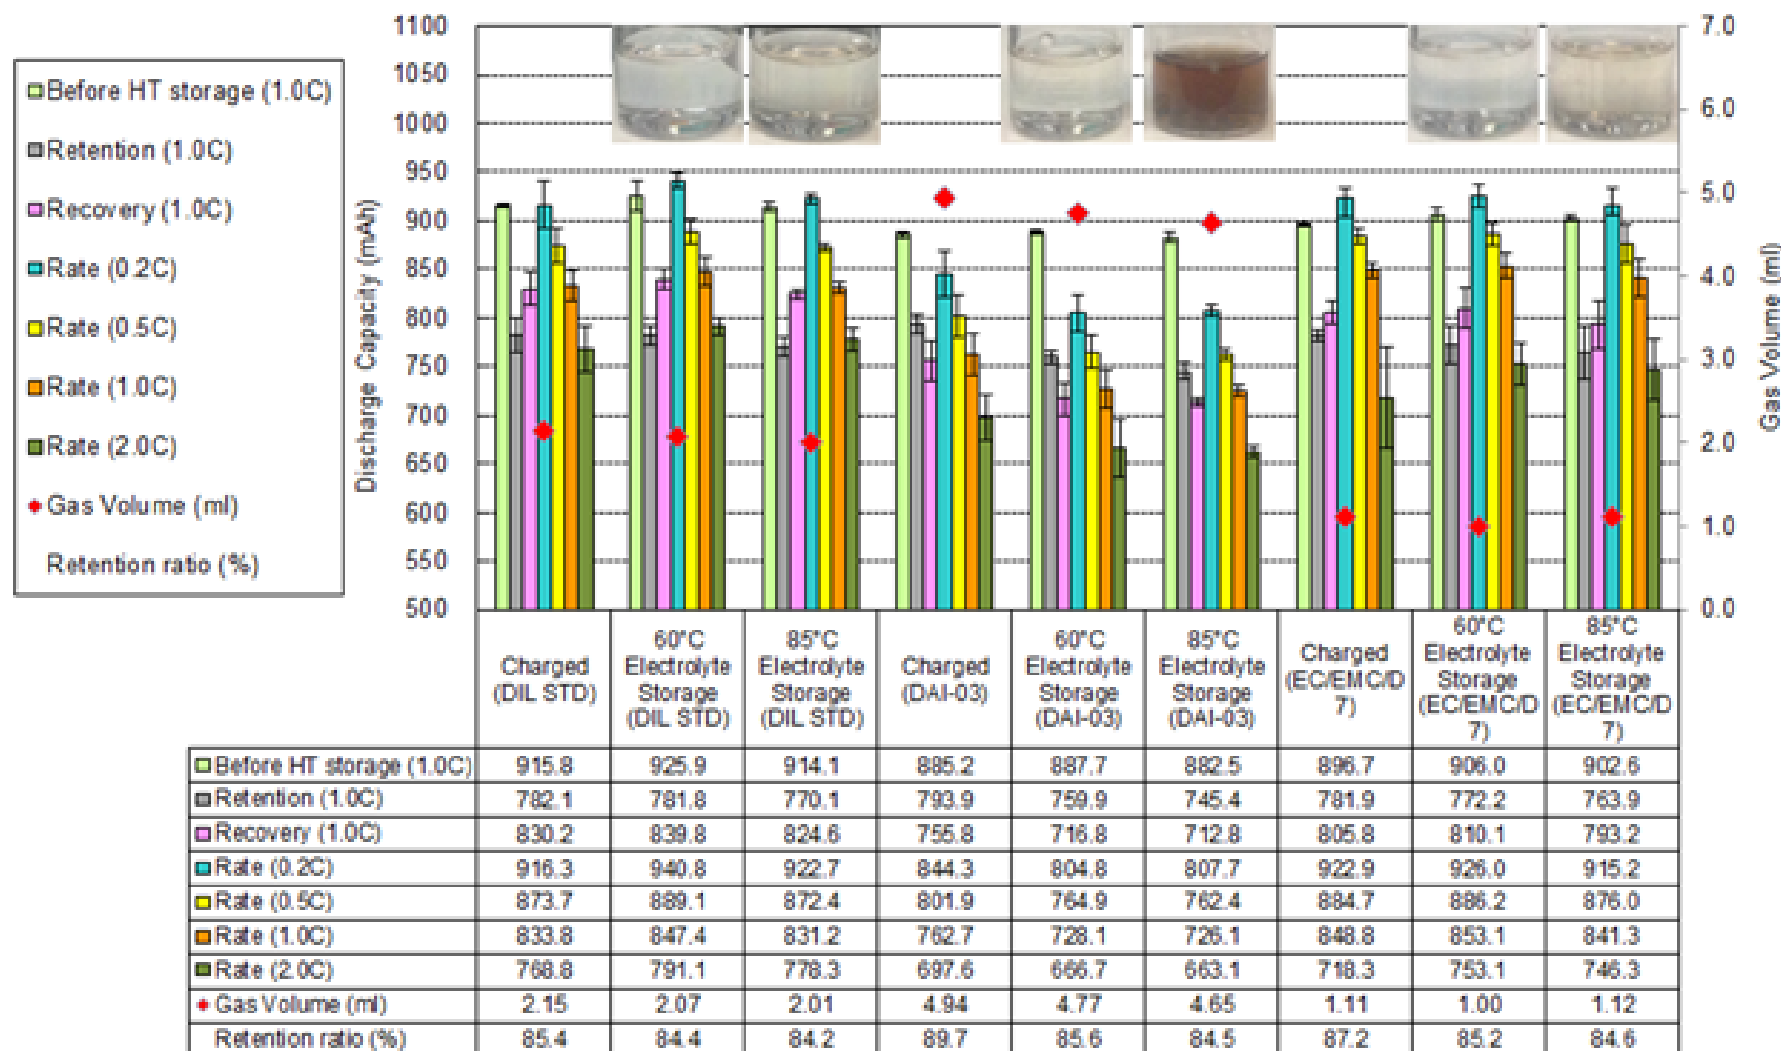 Before HT storage (1.0C)
Retention (1.0C)
Recovery (1.0C)
Rate (0.2C)
Rate (0.5C)
Rate (1.0C)
Rate (2.0C)
Gas Volume (ml)
Retention ratio (%)
Discharge Capacity (mAh)
1100
1050
1000
950
900
850
800
750
700
650
600
550
500
7.0
6.0
5.0
4.0
3.0
2.0
1.0
0.0
Gas Volume (ml)
Charged
(DIL STD)
60°C
Electrolyte
Storage
(DIL STD)
85°C
Electrolyte
Storage
(DIL STD)
Charged
(DAI-03)
60°C
Electrolyte
Storage
(DAI-03)
85°C
Electrolyte
Storage
(DAI-03)
Charged
(EC/EMC/D
7)
60°C
Electrolyte
Storage
(EC/EMC/D
7)
85°C
Electrolyte
Storage
(EC/EMC/D
7)
Before HT storage (1.0C) 915.8 925.9 914.1 885.2 887.7 882.5 896.7 906.0 902.6
Retention (1.0C) 782.1 781.8 770.1 793.9 759.9 745.4 781.9 772.2 763.9
Recovery (1.0C) 830.2 839.8 824.6 755.8 716.8 712.8 805.8 810.1 793.2
Rate (0.2C) 916.3 940.8 922.7 844.3 804.8 807.7 922.9 926.0 915.2
Rate (0.5C) 873.7 889.1 872.4 801.9 764.9 762.4 884.7 886.2 876.0
Rate (1.0C) 833.8 847.4 831.2 762.7 728.1 726.1 848.8 853.1 841.3
Rate (2.0C) 768.8 791.1 778.3 697.6 666.7 663.1 718.3 753.1 746.3
Gas Volume (ml) 2.15 2.07 2.01 4.94 4.77 4.65 1.11 1.00 1.12
Retention ratio (%) 85.4 84.4 84.2 89.7 85.6 84.5 87.2 85.2 84.6